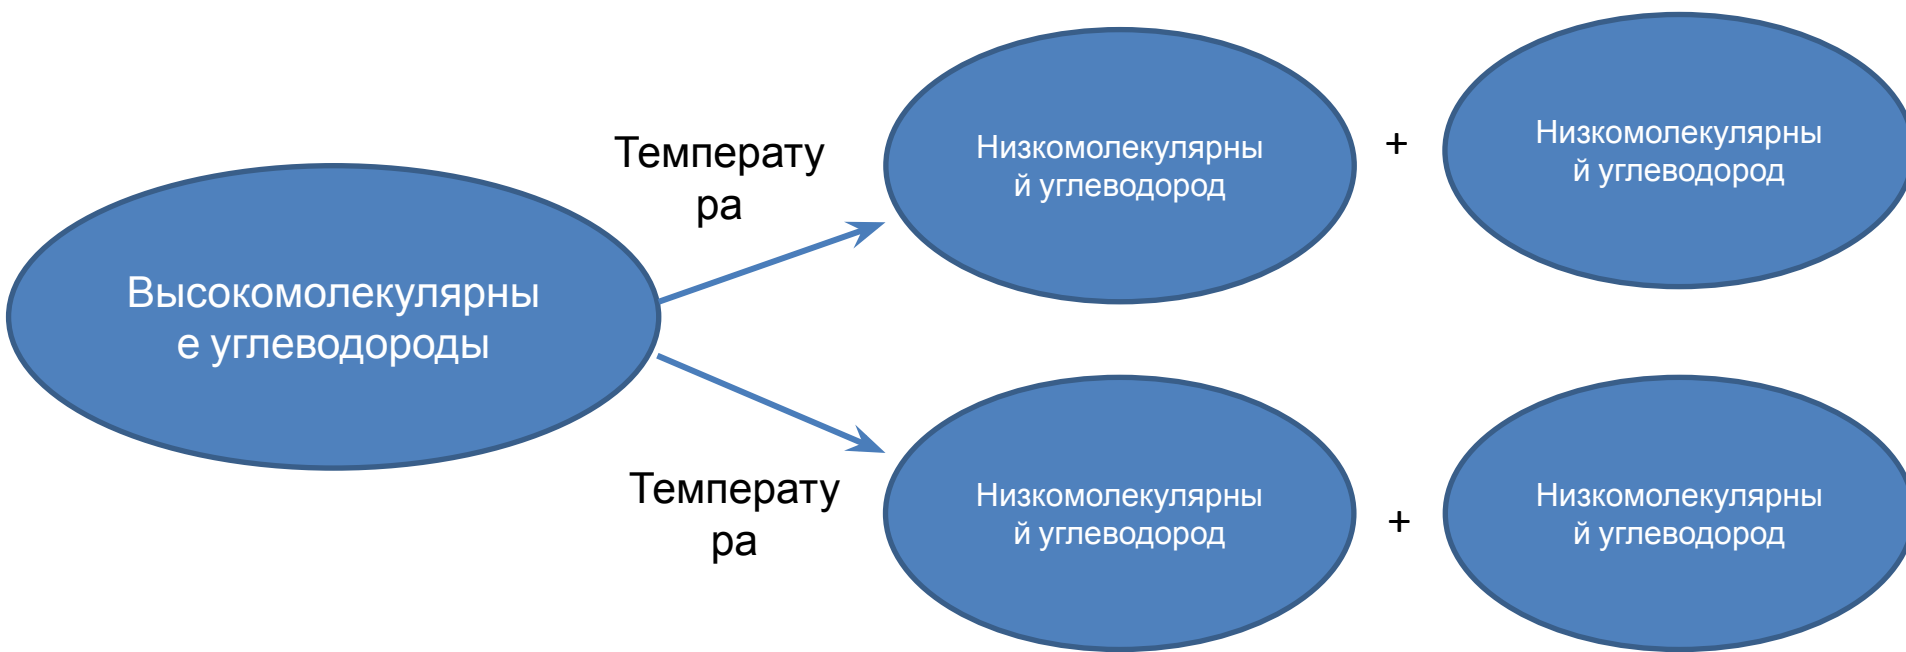 Температу
ра
Низкомолекулярны
й углеводород
+
Низкомолекулярны
й углеводород
Высокомолекулярны
е углеводороды
Температу
ра
Низкомолекулярны
й углеводород
+
Низкомолекулярны
й углеводород